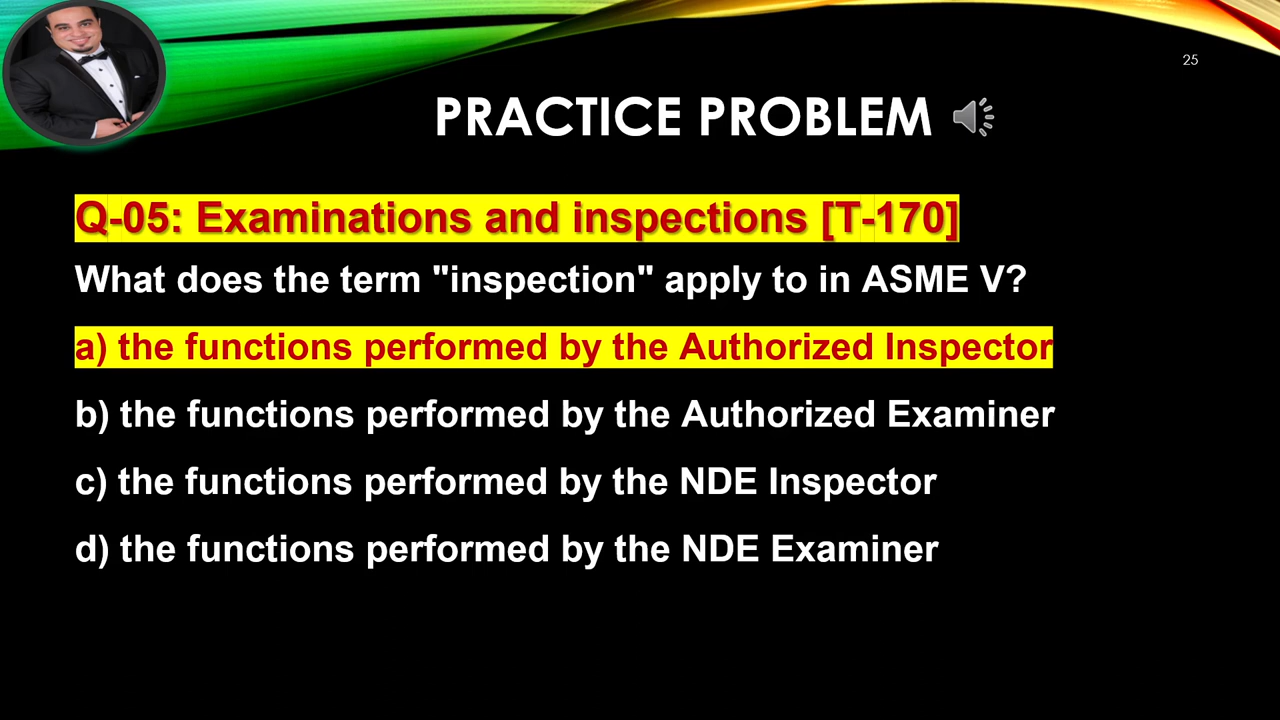 25
PRACTICE PROBLEM
Q-05: Examinations and inspections [T-170]
What does the term "inspection" apply to in ASME V?
a) the functions performed by the Authorized Inspector
b) the functions performed by the Authorized Examiner
c) the functions performed by the NDE Inspector
d) the functions performed by the NDE Examiner